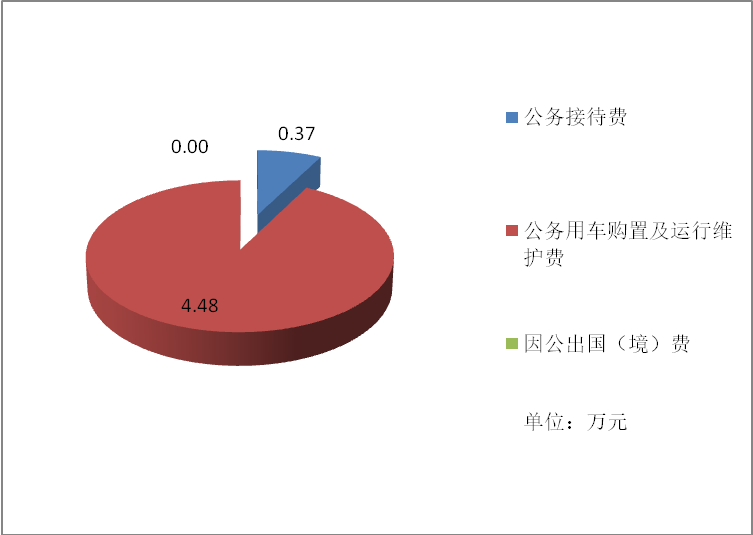 0.37
0.00
4.48
公务接待费
公务用车购置及运行维
护费
因公出国（境）费
单位：万元